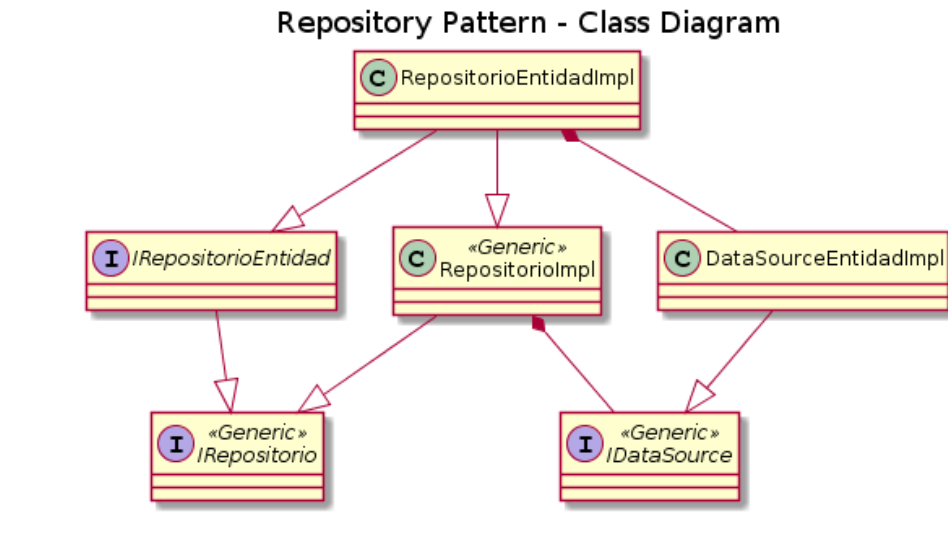 Repository Pattern - Class Diagram
C RepositorioEntidadImpl
I IRepositorioEntidad
C «Generic»
RepositorioImpl
C DataSourceEntidadImpl
I «Generic»
IRepositorio
I «Generic»
IDataSource